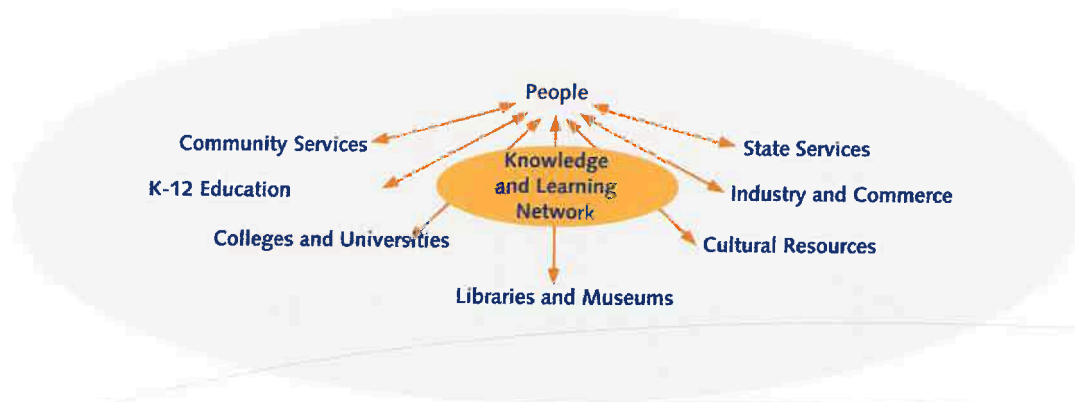 People
Community Services
State Services
Knowledge
and Learning
Network
K-12 Education
Industry and Commerce
Colleges and Universities
Cultural Resources
Libraries and Museums